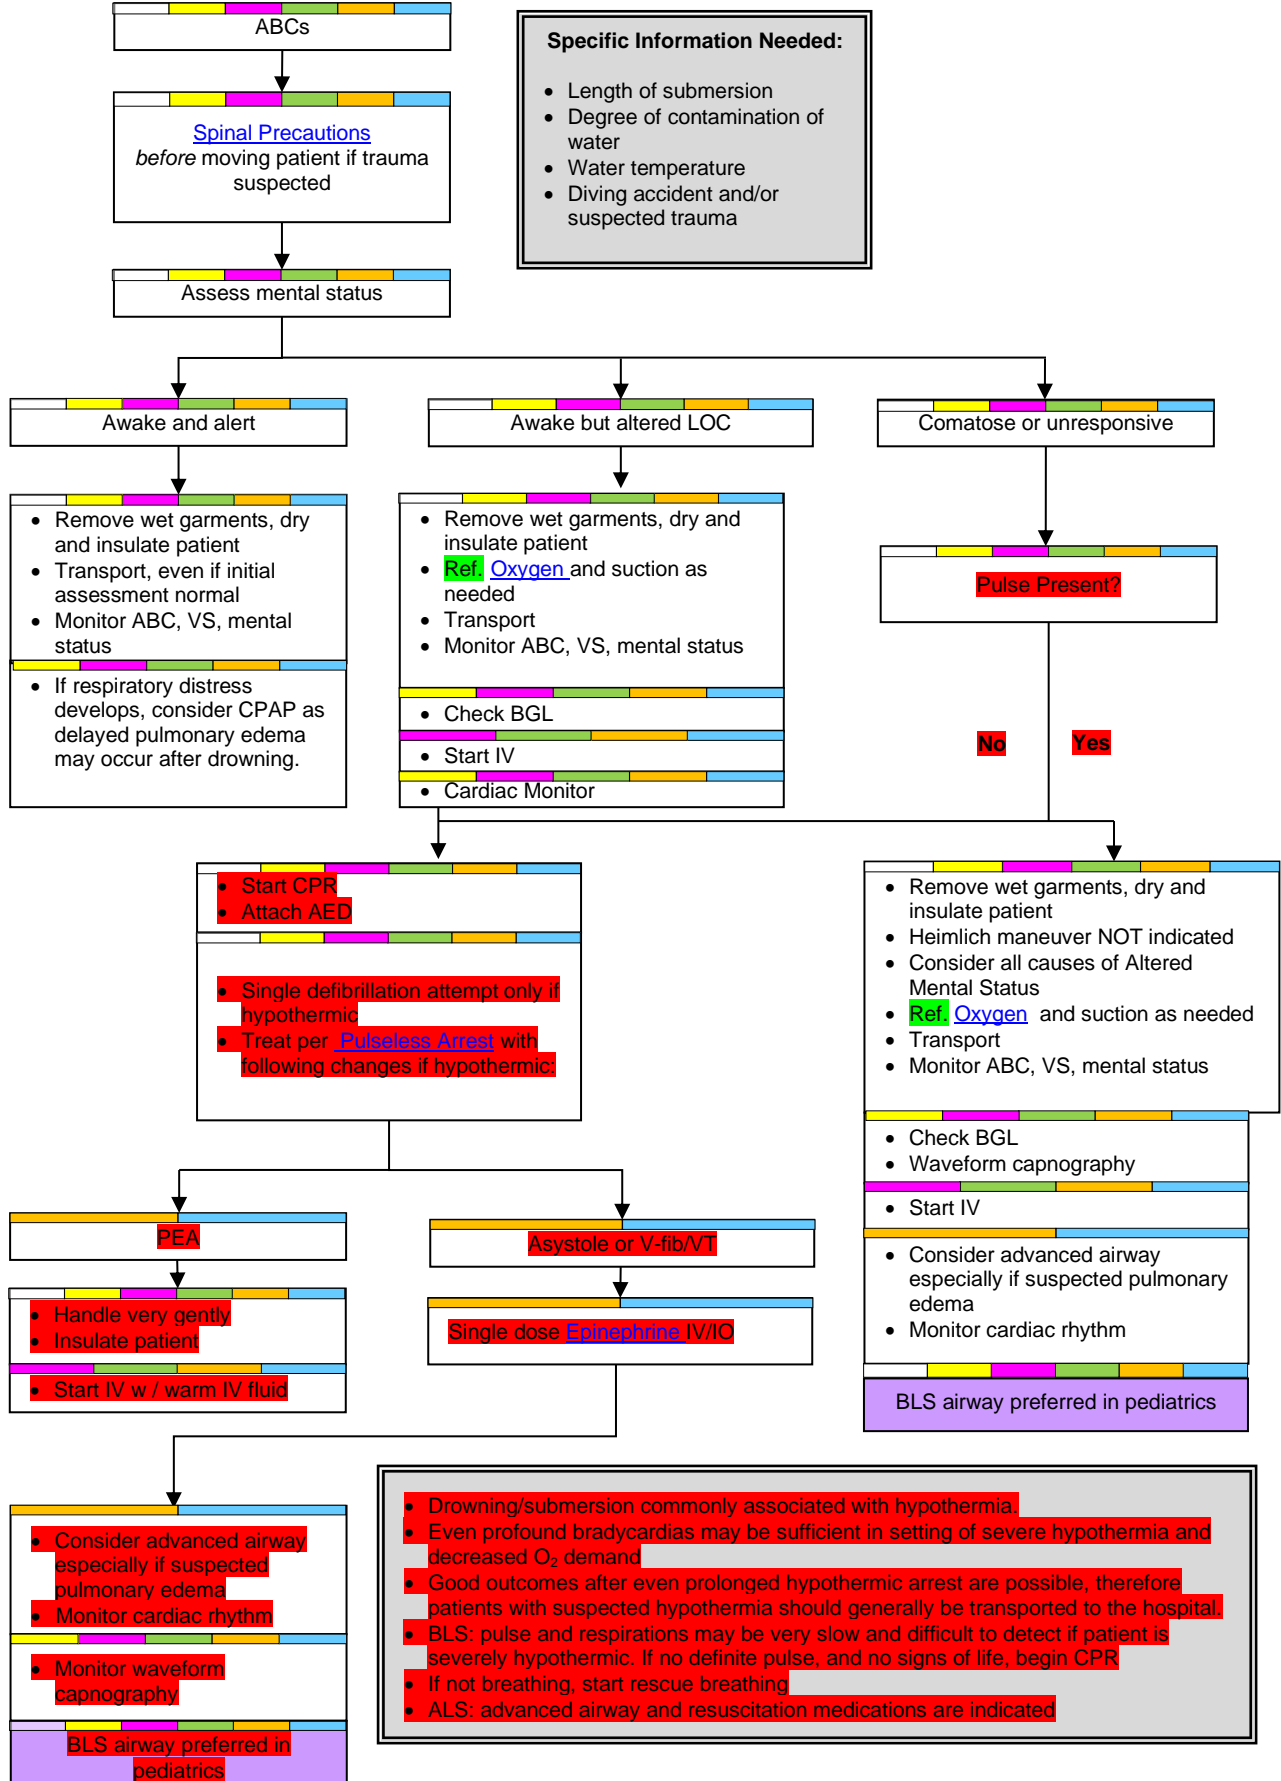 ABCs
Specific Information Needed:
• Length of submersion
• Degree of contamination of
water
• Water temperature
• Diving accident and/or
suspected trauma
Spinal Precautions
before moving patient if trauma
suspected
Assess mental status
Awake and alert
• Remove wet garments, dry
and insulate patient
• Transport, even if initial
assessment normal
• Monitor ABC, VS, mental
status
• If respiratory distress
develops, consider CPAP as
delayed pulmonary edema
may occur after drowning.
Awake but altered LOC
• Remove wet garments, dry and
insulate patient
• Ref. Oxygen and suction as
needed
• Transport
• Monitor ABC, VS, mental status
• Check BGL
• Start IV
• Cardiac Monitor
Comatose or unresponsive
Pulse Present?
No
Yes
• Start CPR
• Attach AED
• Single defibrillation attempt only if
hypothermic
• Treat per Pulseless Arrest with
following changes if hypothermic:
• Remove wet garments, dry and
insulate patient
• Heimlich maneuver NOT indicated
• Consider all causes of Altered
Mental Status
• Ref. Oxygen and suction as needed
• Transport
• Monitor ABC, VS, mental status
• Check BGL
• Waveform capnography
• Start IV
• Consider advanced airway
especially if suspected pulmonary
edema
• Monitor cardiac rhythm
BLS airway preferred in pediatrics
PEA
• Handle very gently
• Insulate patient
• Start IV w / warm IV fluid
Asystole or V-fib/VT
Single dose Epinephrine IV/IO
• Consider advanced airway
especially if suspected
pulmonary edema
• Monitor cardiac rhythm
• Monitor waveform
capnography
BLS airway preferred in
pediatrics
• Drowning/submersion commonly associated with hypothermia.
• Even profound bradycardias may be sufficient in setting of severe hypothermia and
decreased O₂ demand
• Good outcomes after even prolonged hypothermic arrest are possible, therefore
patients with suspected hypothermia should generally be transported to the hospital.
• BLS: pulse and respirations may be very slow and difficult to detect if patient is
severely hypothermic. If no definite pulse, and no signs of life, begin CPR
• If not breathing, start rescue breathing
• ALS: advanced airway and resuscitation medications are indicated